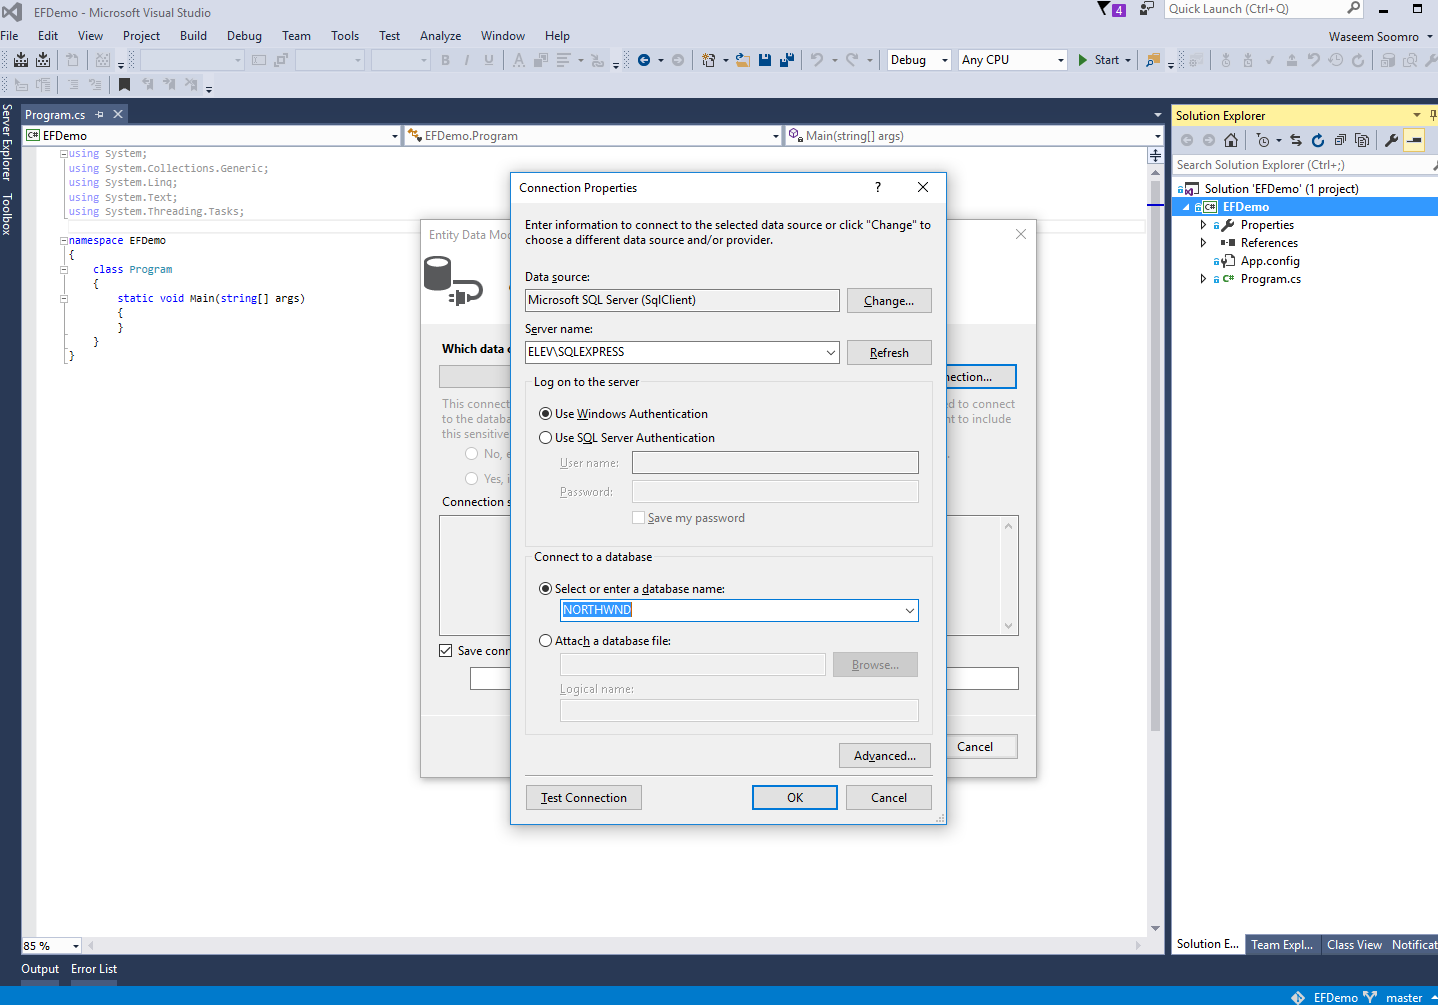 EFDemo - Microsoft Visual Studio
4
Quick Launch (Ctrl+Q)
File Edit View Project Build Debug Team Tools Test Analyze Window Help
Waseem Soomro
Debug Any CPU Start
Server Explorer
Toolbox
Program.cs
EFDemo EFDemo.Program Main(string[] args)
using System;
using System.Collections.Generic;
using System.Linq;
using System.Text;
using System.Threading.Tasks;
namespace EFDemo
{
class Program
{
static void Main(string[] args)
{
}
}
}
Entity Data Mo
Which data
This connect
to the databa
this sensitive
No, e
Yes, i
Connection s
Save conn
nection...
d to connect
nt to include
Cancel
Connection Properties ?
Enter information to connect to the selected data source or click "Change" to
choose a different data source and/or provider.
Data source:
Microsoft SQL Server (SqlClient) Change...
Server name:
ELEV\SQLEXPRESS Refresh
Log on to the server
Use Windows Authentication
Use SQL Server Authentication
User name:
Password:
Save my password
Connect to a database
Select or enter a database name:
NORTHWND
Attach a database file:
Browse...
Logical name:
Advanced...
Test Connection OK Cancel
Solution Explorer
Search Solution Explorer (Ctrl+;)
Solution 'EFDemo' (1 project)
C# EFDemo
Properties
References
App.config
C# Program.cs
Solution E... Team Expl... Class View Notificat
85 %
Output Error List
EFDemo master